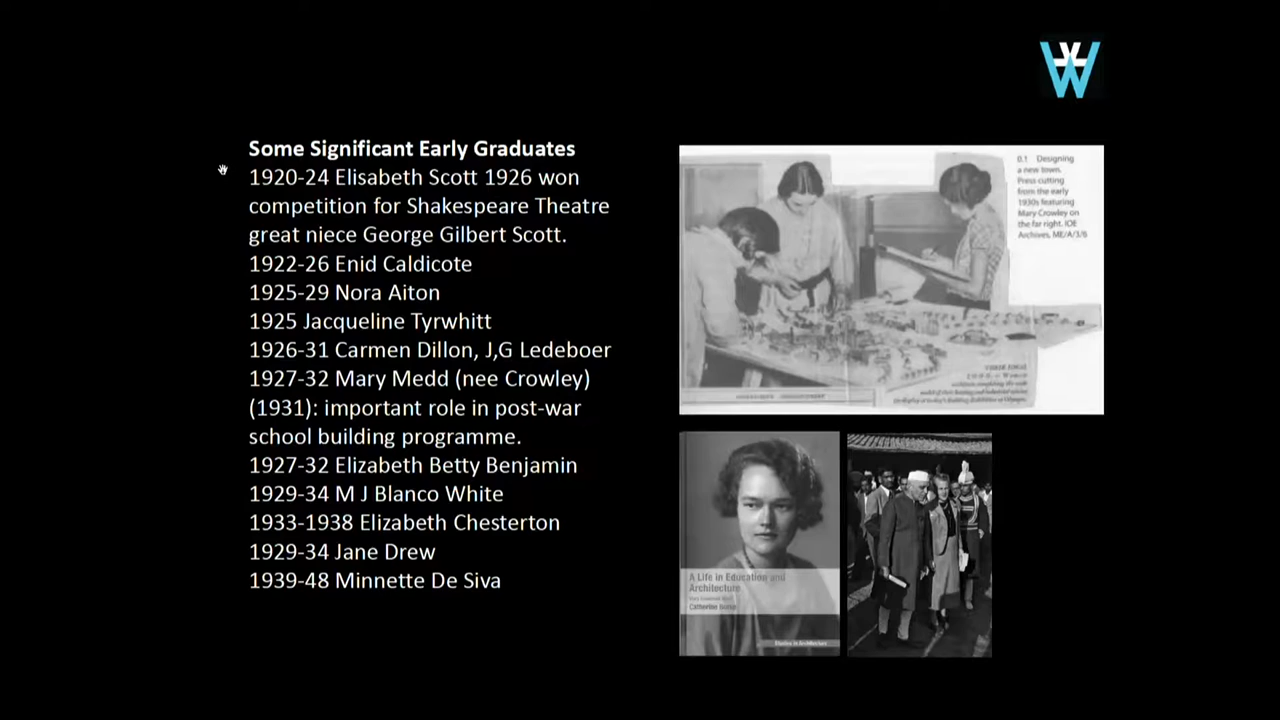 Some Significant Early Graduates
1920-24 Elisabeth Scott 1926 won
competition for Shakespeare Theatre
great niece George Gilbert Scott.
1922-26 Enid Caldicote
1925-29 Nora Aiton
1925 Jacqueline Tyrwhitt
1926-31 Carmen Dillon, J,G Ledeboer
1927-32 Mary Medd (nee Crowley)
(1931): important role in post-war
school building programme.
1927-32 Elizabeth Betty Benjamin
1929-34 M J Blanco White
1933-1938 Elizabeth Chesterton
1929-34 Jane Drew
1939-48 Minnette De Siva
W
0.1 Designing
a new town.
Press cutting
from the early
1930s featuring
Mary Crowley on
the far right. IOE
Archives, ME/A/3/6
A Life in Education and
Architecture
Catherine
Studies in Architecture